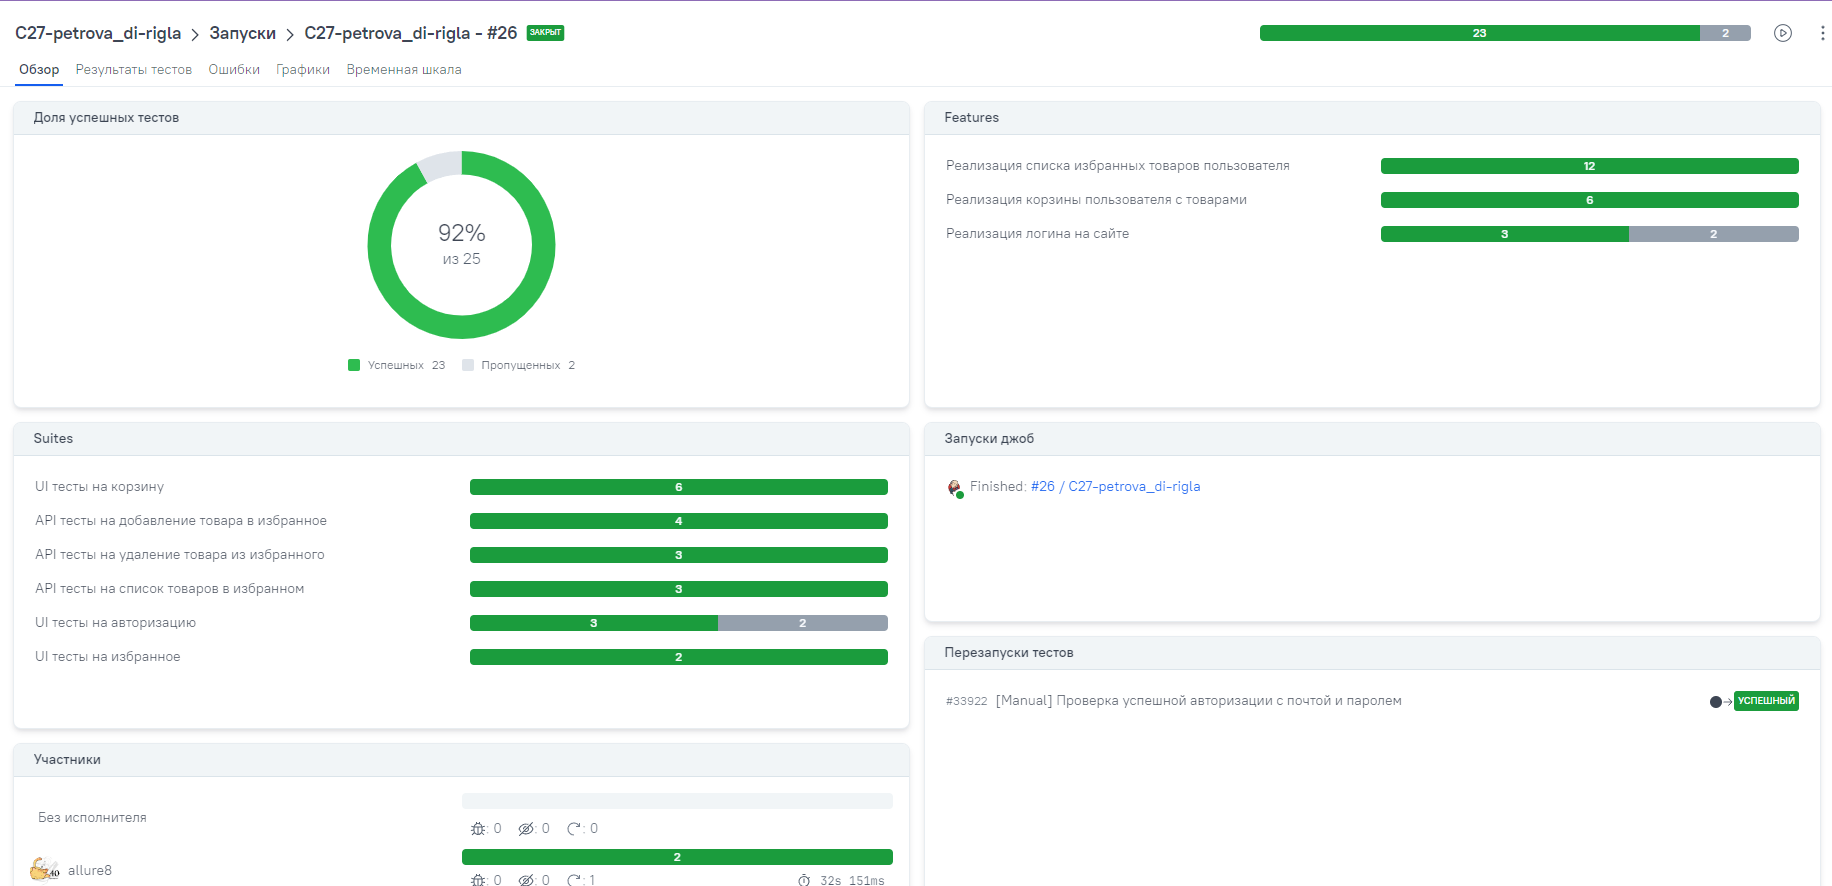 C27-petrova_di-rigla > Запуски > C27-petrova_di-rigla - #26 ЗАКРЫТ
23 2
Обзор Результаты тестов Ошибки Графики Временная шкала
Доля успешных тестов
92%
из 25
Успешных 23 Пропущенных 2
Features
Реализация списка избранных товаров пользователя 12
Реализация корзины пользователя с товарами 6
Реализация логина на сайте 3 2
Suites
UI тесты на корзину 6
API тесты на добавление товара в избранное 4
API тесты на удаление товара из избранного 3
API тесты на список товаров в избранном 3
UI тесты на авторизацию 3 2
UI тесты на избранное 2
Запуски джоб
Finished: #26 / C27-petrova_di-rigla
Перезапуски тестов
#33922 [Manual] Проверка успешной авторизации с почтой и паролем УСПЕШНЫЙ
Участники
Без исполнителя
: 0 : 0 : 0
allure8
2
: 0 : 0 : 1 32s 151ms